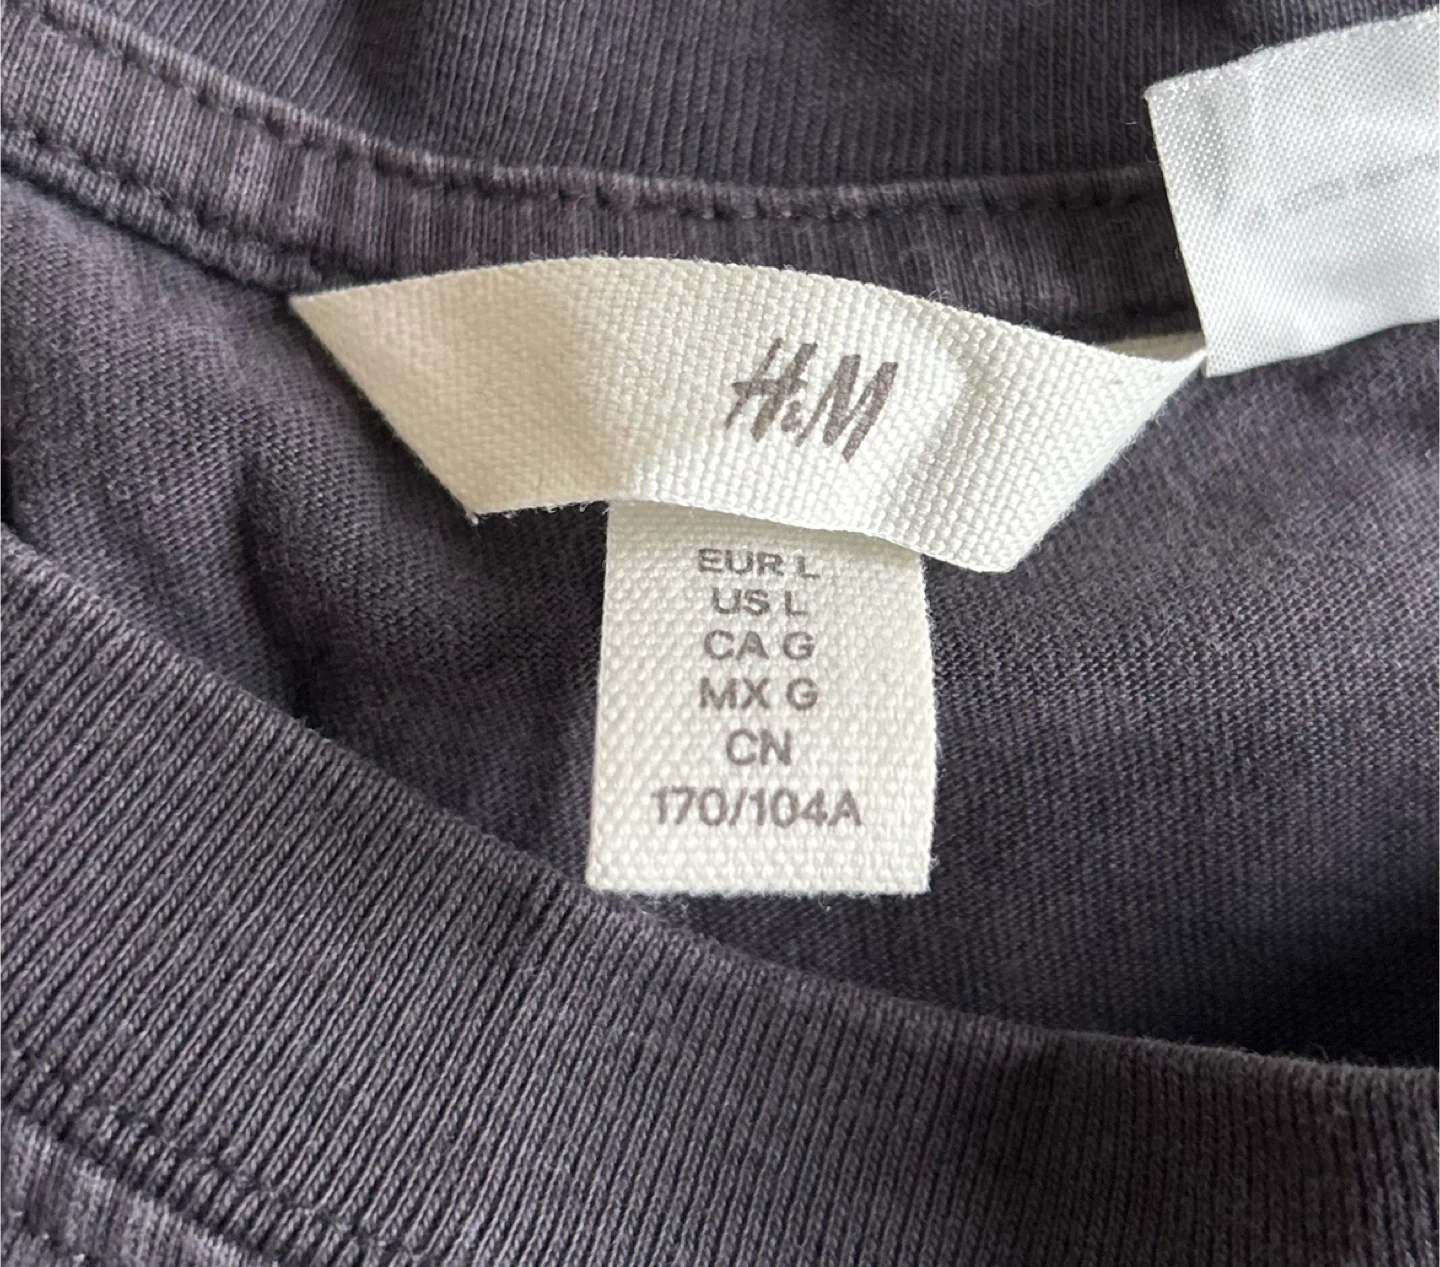 H&M
EUR L
US L
CA G
MX G
CN
170/104A